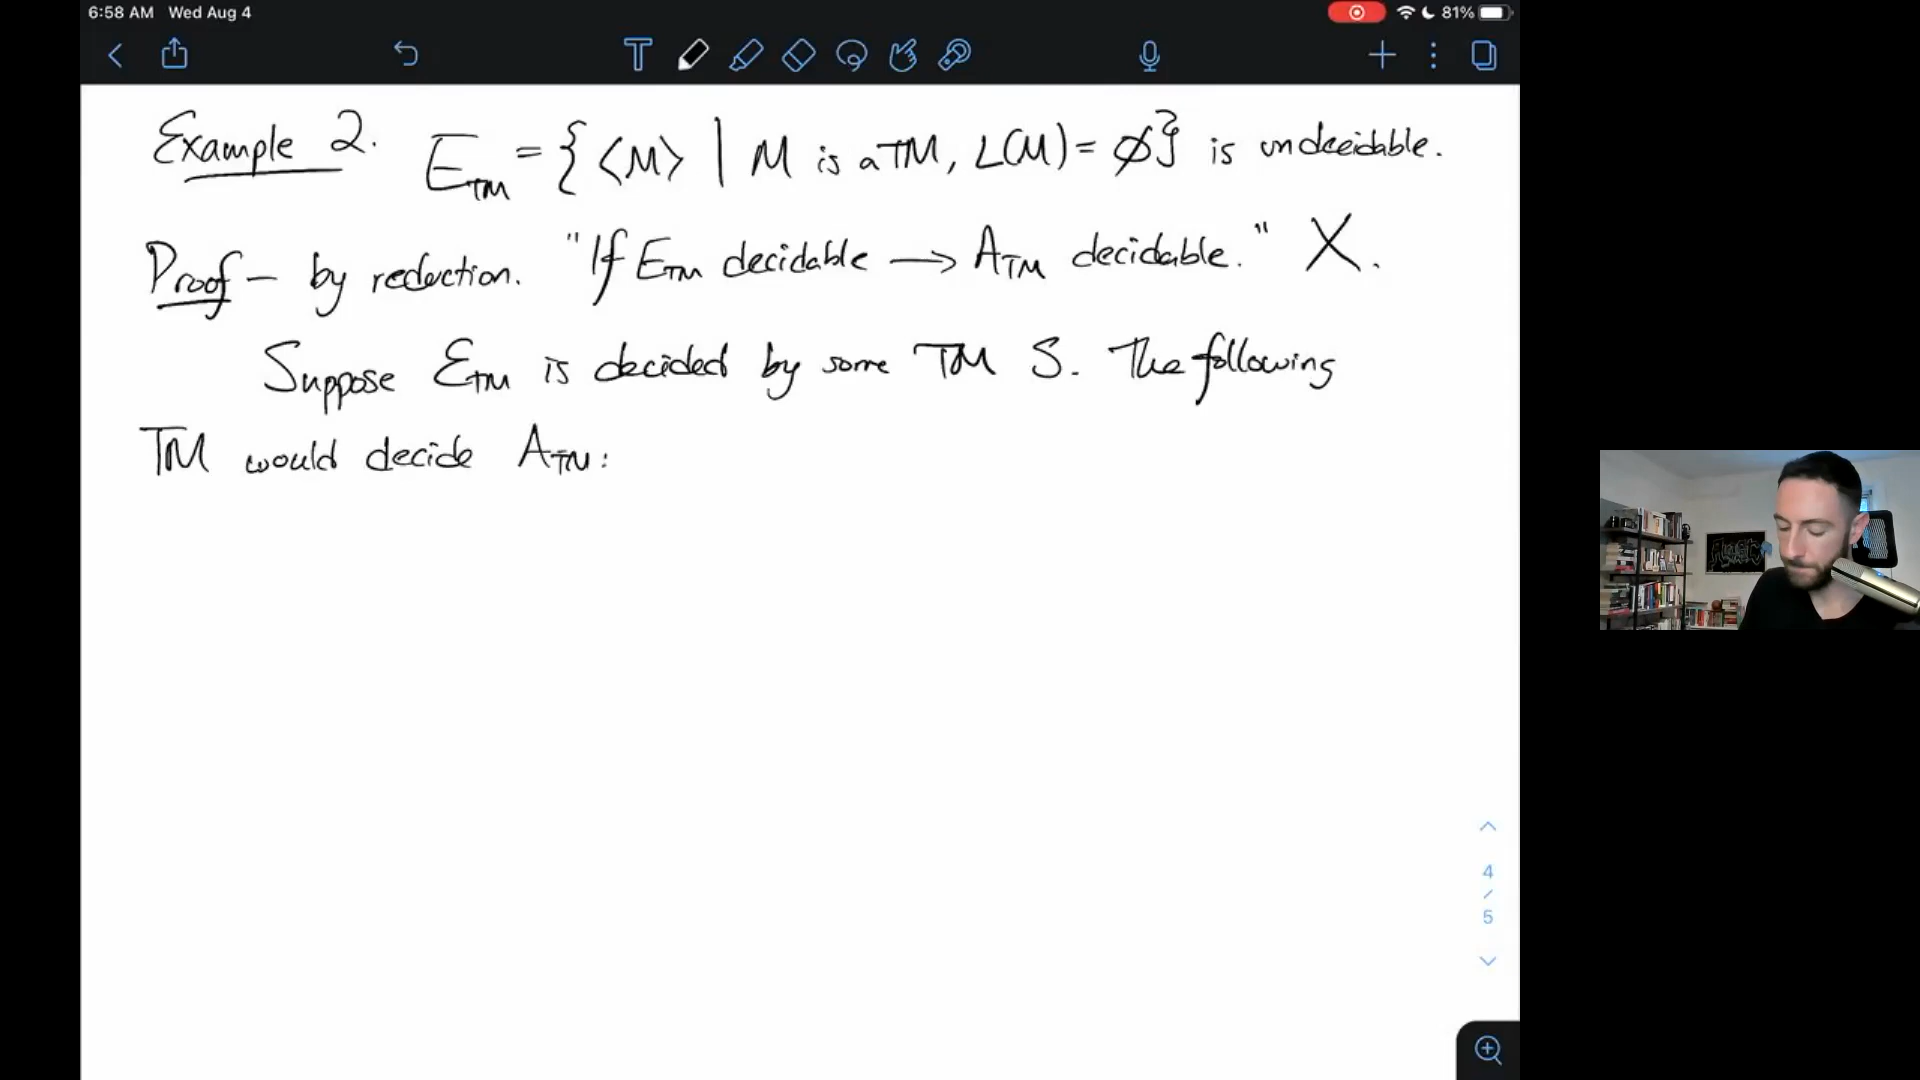 6:58 AM Wed Aug 4
81%
Example 2. E_TM = { ⟨M⟩ | M is a TM, L(M) = ∅} is undecidable.
Proof – by reduction. "If E_TM decidable → A_TM decidable." X.
Suppose E_TM is decided by some TM S. The following
TM would decide A_TM:
4
/
5